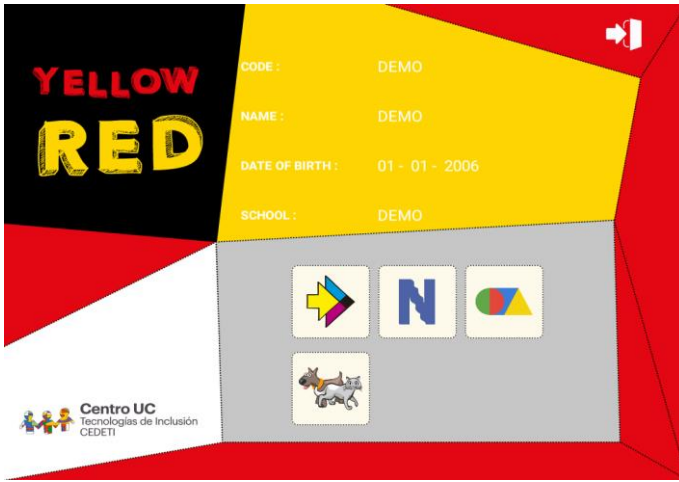 YELLOW
RED
CODE : DEMO
NAME : DEMO
DATE OF BIRTH : 01 - 01 - 2006
SCHOOL : DEMO
N
Centro UC
Tecnologías de Inclusión
CEDETI